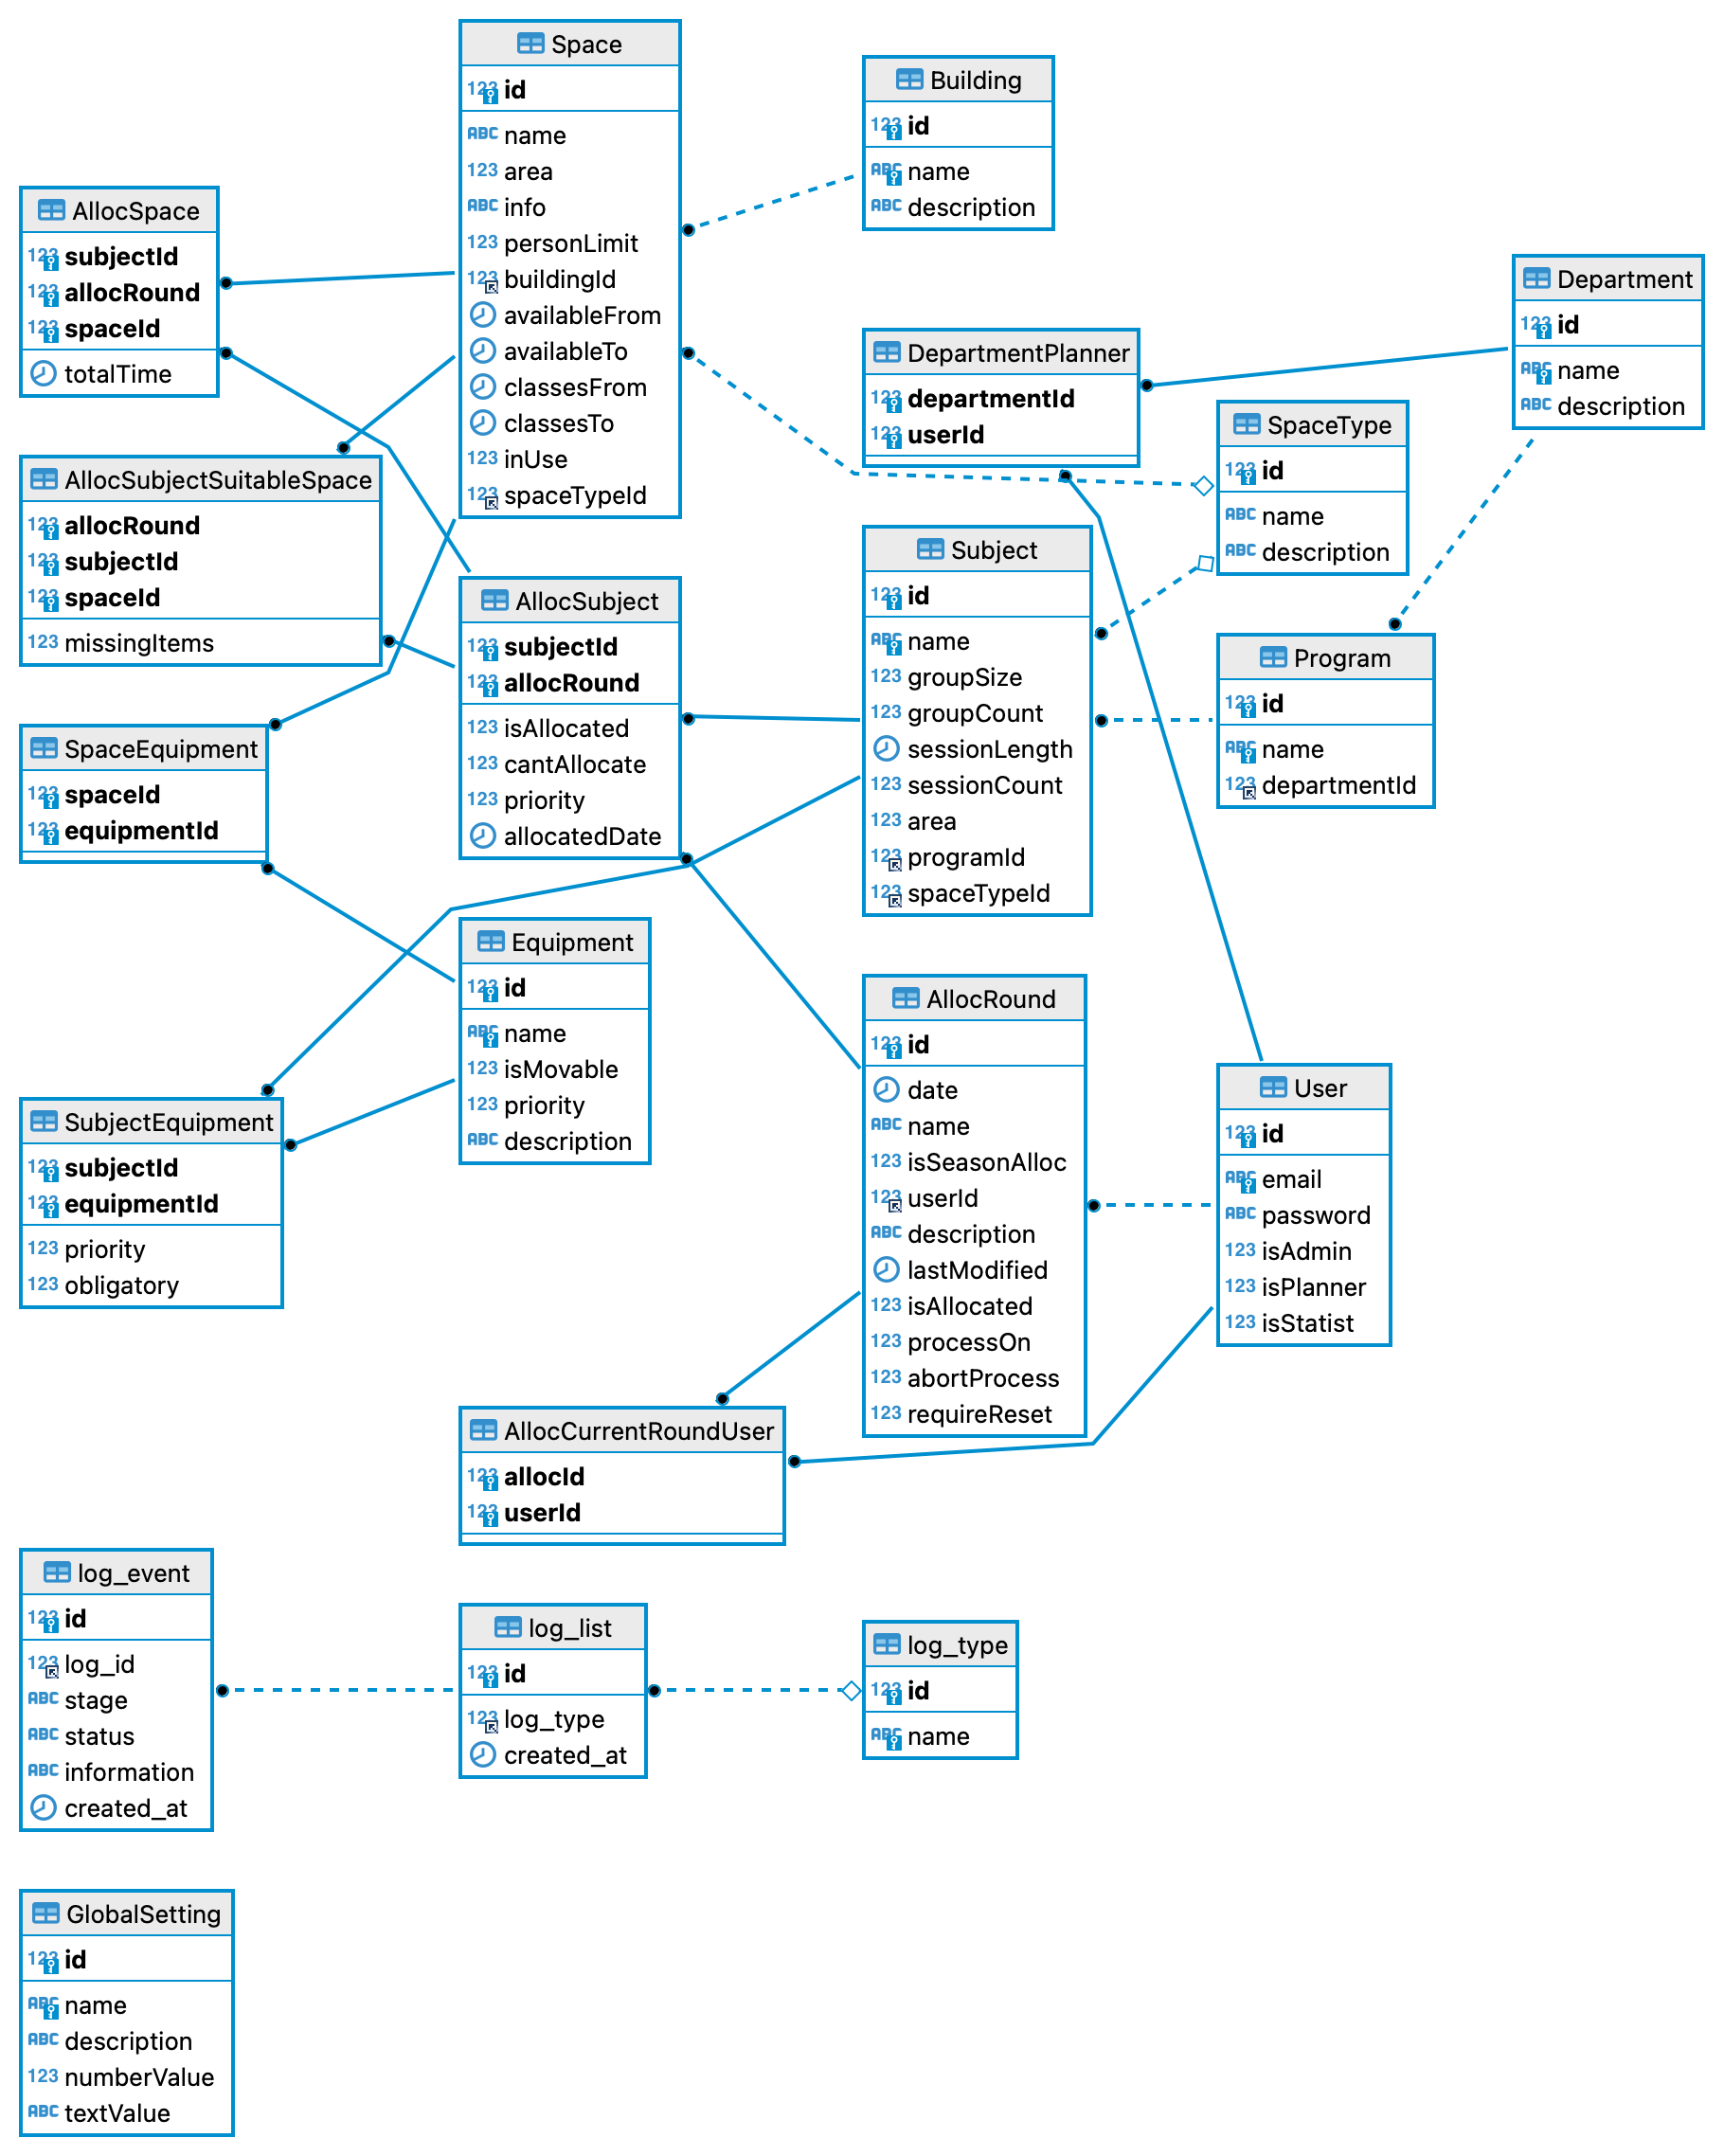 Space
123 id
ABC name
123 area
ABC info
123 personLimit
123 buildingId
availableFrom
availableTo
classesFrom
classesTo
123 inUse
123 spaceTypeId
Building
123 id
ABC name
ABC description
AllocSpace
123 subjectId
123 allocRound
123 spaceId
totalTime
Department
123 id
ABC name
ABC description
DepartmentPlanner
123 departmentId
123 userId
SpaceType
123 id
ABC name
ABC description
AllocSubjectSuitableSpace
123 allocRound
123 subjectId
123 spaceId
123 missingItems
AllocSubject
123 subjectId
123 allocRound
123 isAllocated
123 cantAllocate
123 priority
allocatedDate
Subject
123 id
ABC name
123 groupSize
123 groupCount
sessionLength
123 sessionCount
123 area
123 programId
123 spaceTypeId
Program
123 id
ABC name
123 departmentId
SpaceEquipment
123 spaceId
123 equipmentId
Equipment
123 id
ABC name
123 isMovable
123 priority
ABC description
AllocRound
123 id
date
ABC name
123 isSeasonAlloc
123 userId
ABC description
lastModified
123 isAllocated
123 processOn
123 abortProcess
123 requireReset
User
123 id
ABC email
ABC password
123 isAdmin
123 isPlanner
123 isStatist
SubjectEquipment
123 subjectId
123 equipmentId
123 priority
123 obligatory
AllocCurrentRoundUser
123 allocId
123 userId
log_event
123 id
123 log_id
ABC stage
ABC status
ABC information
created_at
log_list
123 id
123 log_type
created_at
log_type
123 id
ABC name
GlobalSetting
123 id
ABC name
ABC description
123 numberValue
ABC textValue